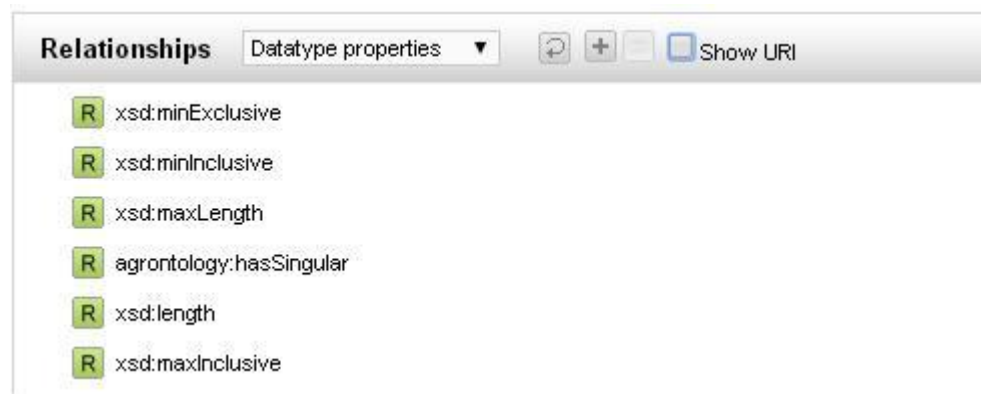 Relationships Datatype properties ▼ + Show URI
R xsd:minExclusive
R xsd:minInclusive
R xsd:maxLength
R agrontology:hasSingular
R xsd:length
R xsd:maxInclusive